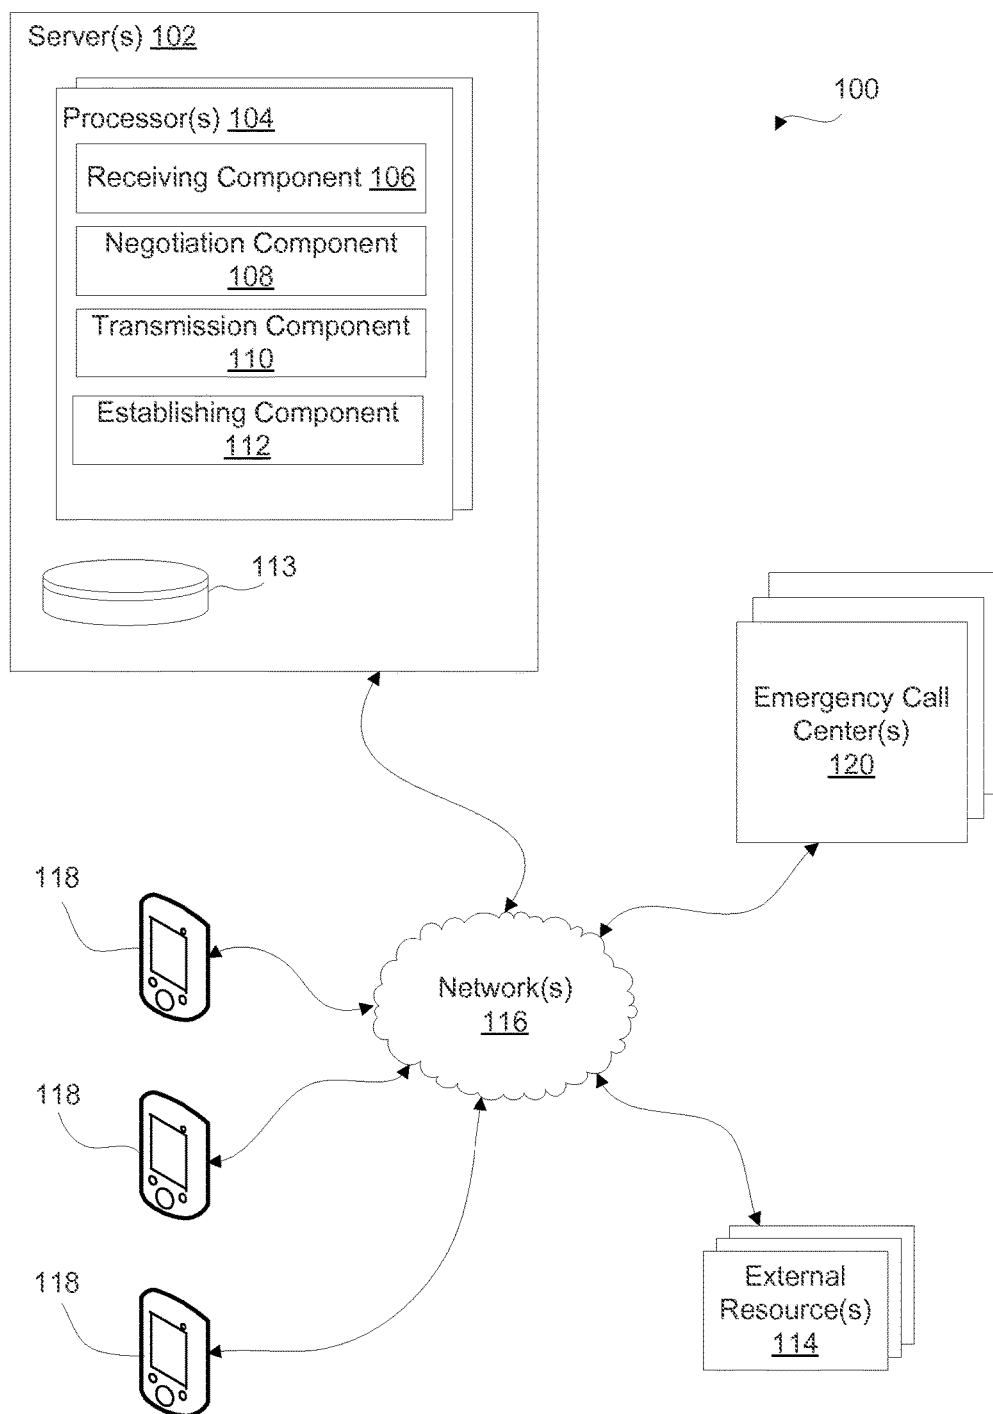 Server(s) 102
100
Processor(s) 104
Receiving Component 106
Negotiation Component
108
Transmission Component
110
Establishing Component
112
113
Emergency Call
Center(s)
120
118
Network(s)
116
118
118
External
Resource(s)
114